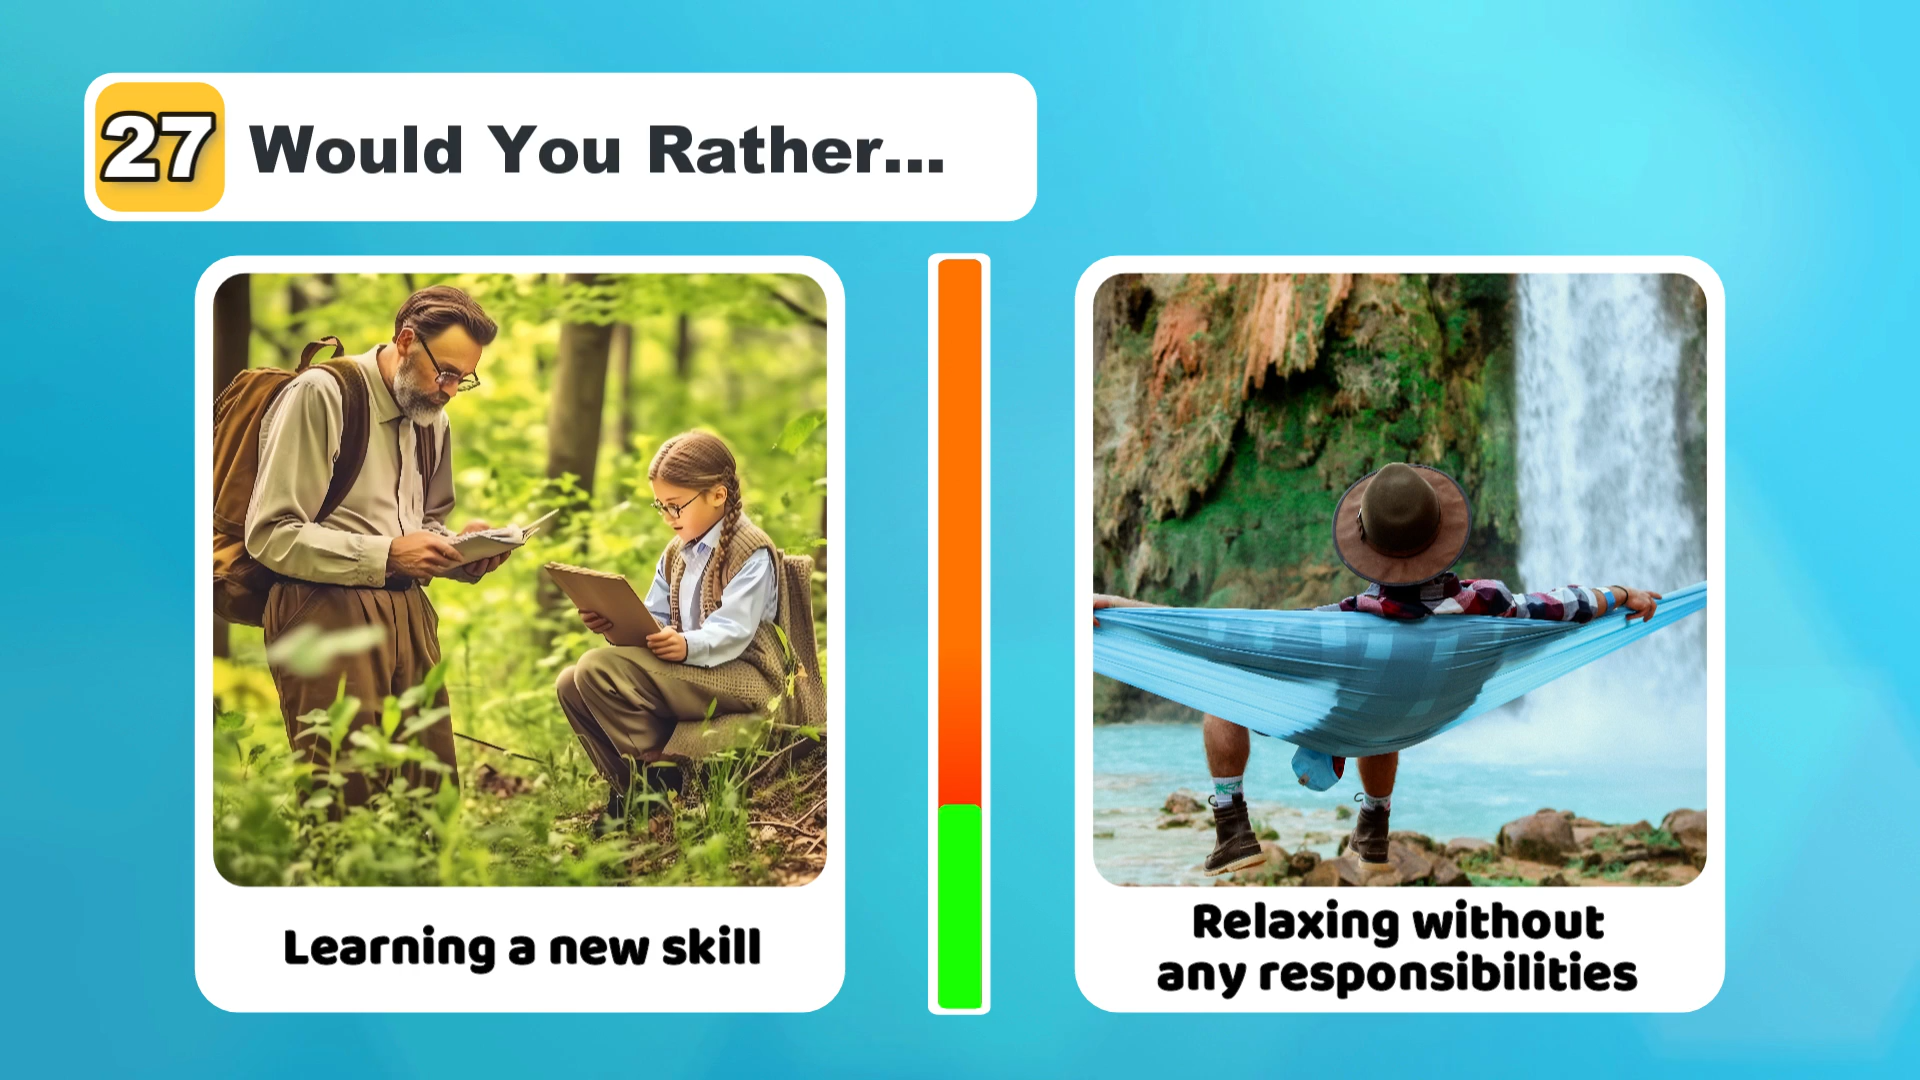 27 Would You Rather...
Learning a new skill
Relaxing without
any responsibilities